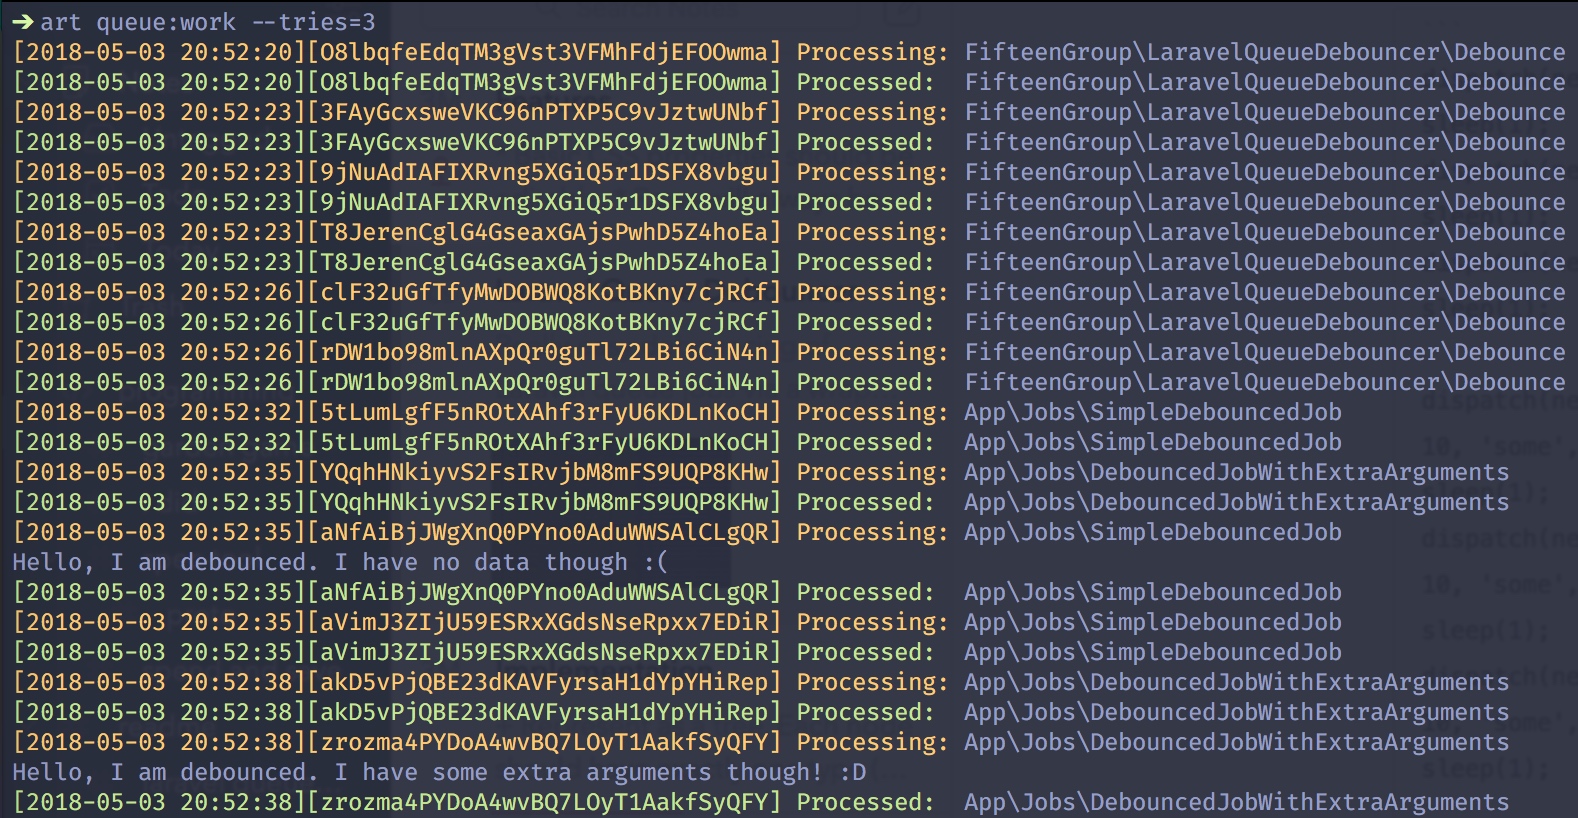 ➜ art queue:work --tries=3
[2018-05-03 20:52:20][O8lbqfeEdqTM3gVst3VFMhFdjEFOOwma] Processing: FifteenGroup\LaravelQueueDebouncer\Debounce
[2018-05-03 20:52:20][O8lbqfeEdqTM3gVst3VFMhFdjEFOOwma] Processed:  FifteenGroup\LaravelQueueDebouncer\Debounce
[2018-05-03 20:52:23][3FAyGcxsweVKC96nPTXP5C9vJztwUNbf] Processing: FifteenGroup\LaravelQueueDebouncer\Debounce
[2018-05-03 20:52:23][3FAyGcxsweVKC96nPTXP5C9vJztwUNbf] Processed:  FifteenGroup\LaravelQueueDebouncer\Debounce
[2018-05-03 20:52:23][9jNuAdIAFIXRvng5XGiQ5r1DSFX8vbgu] Processing: FifteenGroup\LaravelQueueDebouncer\Debounce
[2018-05-03 20:52:23][9jNuAdIAFIXRvng5XGiQ5r1DSFX8vbgu] Processed:  FifteenGroup\LaravelQueueDebouncer\Debounce
[2018-05-03 20:52:23][T8JerenCglG4GseaxGAjsPwhD5Z4hoEa] Processing: FifteenGroup\LaravelQueueDebouncer\Debounce
[2018-05-03 20:52:23][T8JerenCglG4GseaxGAjsPwhD5Z4hoEa] Processed:  FifteenGroup\LaravelQueueDebouncer\Debounce
[2018-05-03 20:52:26][clF32uGfTfyMwDOBWQ8KotBKny7cjRCf] Processing: FifteenGroup\LaravelQueueDebouncer\Debounce
[2018-05-03 20:52:26][clF32uGfTfyMwDOBWQ8KotBKny7cjRCf] Processed:  FifteenGroup\LaravelQueueDebouncer\Debounce
[2018-05-03 20:52:26][rDW1bo98mlnAXpQr0guTl72LBi6CiN4n] Processing: FifteenGroup\LaravelQueueDebouncer\Debounce
[2018-05-03 20:52:26][rDW1bo98mlnAXpQr0guTl72LBi6CiN4n] Processed:  FifteenGroup\LaravelQueueDebouncer\Debounce
[2018-05-03 20:52:32][5tLumLgfF5nROtXAhf3rFyU6KDLnKoCH] Processing: App\Jobs\SimpleDebouncedJob
[2018-05-03 20:52:32][5tLumLgfF5nROtXAhf3rFyU6KDLnKoCH] Processed:  App\Jobs\SimpleDebouncedJob
[2018-05-03 20:52:35][YQqhHNkiyvS2FsIRvjbM8mFS9UQP8KHw] Processing: App\Jobs\DebouncedJobWithExtraArguments
[2018-05-03 20:52:35][YQqhHNkiyvS2FsIRvjbM8mFS9UQP8KHw] Processed:  App\Jobs\DebouncedJobWithExtraArguments
[2018-05-03 20:52:35][aNfAiBjJWgXnQ0PYno0AduWWSAlCLgQR] Processing: App\Jobs\SimpleDebouncedJob
Hello, I am debounced. I have no data though :(
[2018-05-03 20:52:35][aNfAiBjJWgXnQ0PYno0AduWWSAlCLgQR] Processed:  App\Jobs\SimpleDebouncedJob
[2018-05-03 20:52:35][aVimJ3ZIjU59ESRxXGdsNseRpxx7EDiR] Processing: App\Jobs\SimpleDebouncedJob
[2018-05-03 20:52:35][aVimJ3ZIjU59ESRxXGdsNseRpxx7EDiR] Processed:  App\Jobs\SimpleDebouncedJob
[2018-05-03 20:52:38][akD5vPjQBE23dKAVFyrsaH1dYpYHiRep] Processing: App\Jobs\DebouncedJobWithExtraArguments
[2018-05-03 20:52:38][akD5vPjQBE23dKAVFyrsaH1dYpYHiRep] Processed:  App\Jobs\DebouncedJobWithExtraArguments
[2018-05-03 20:52:38][zrozma4PYDoA4wvBQ7LOyT1AakfSyQFY] Processing: App\Jobs\DebouncedJobWithExtraArguments
Hello, I am debounced. I have some extra arguments though! :D
[2018-05-03 20:52:38][zrozma4PYDoA4wvBQ7LOyT1AakfSyQFY] Processed:  App\Jobs\DebouncedJobWithExtraArguments